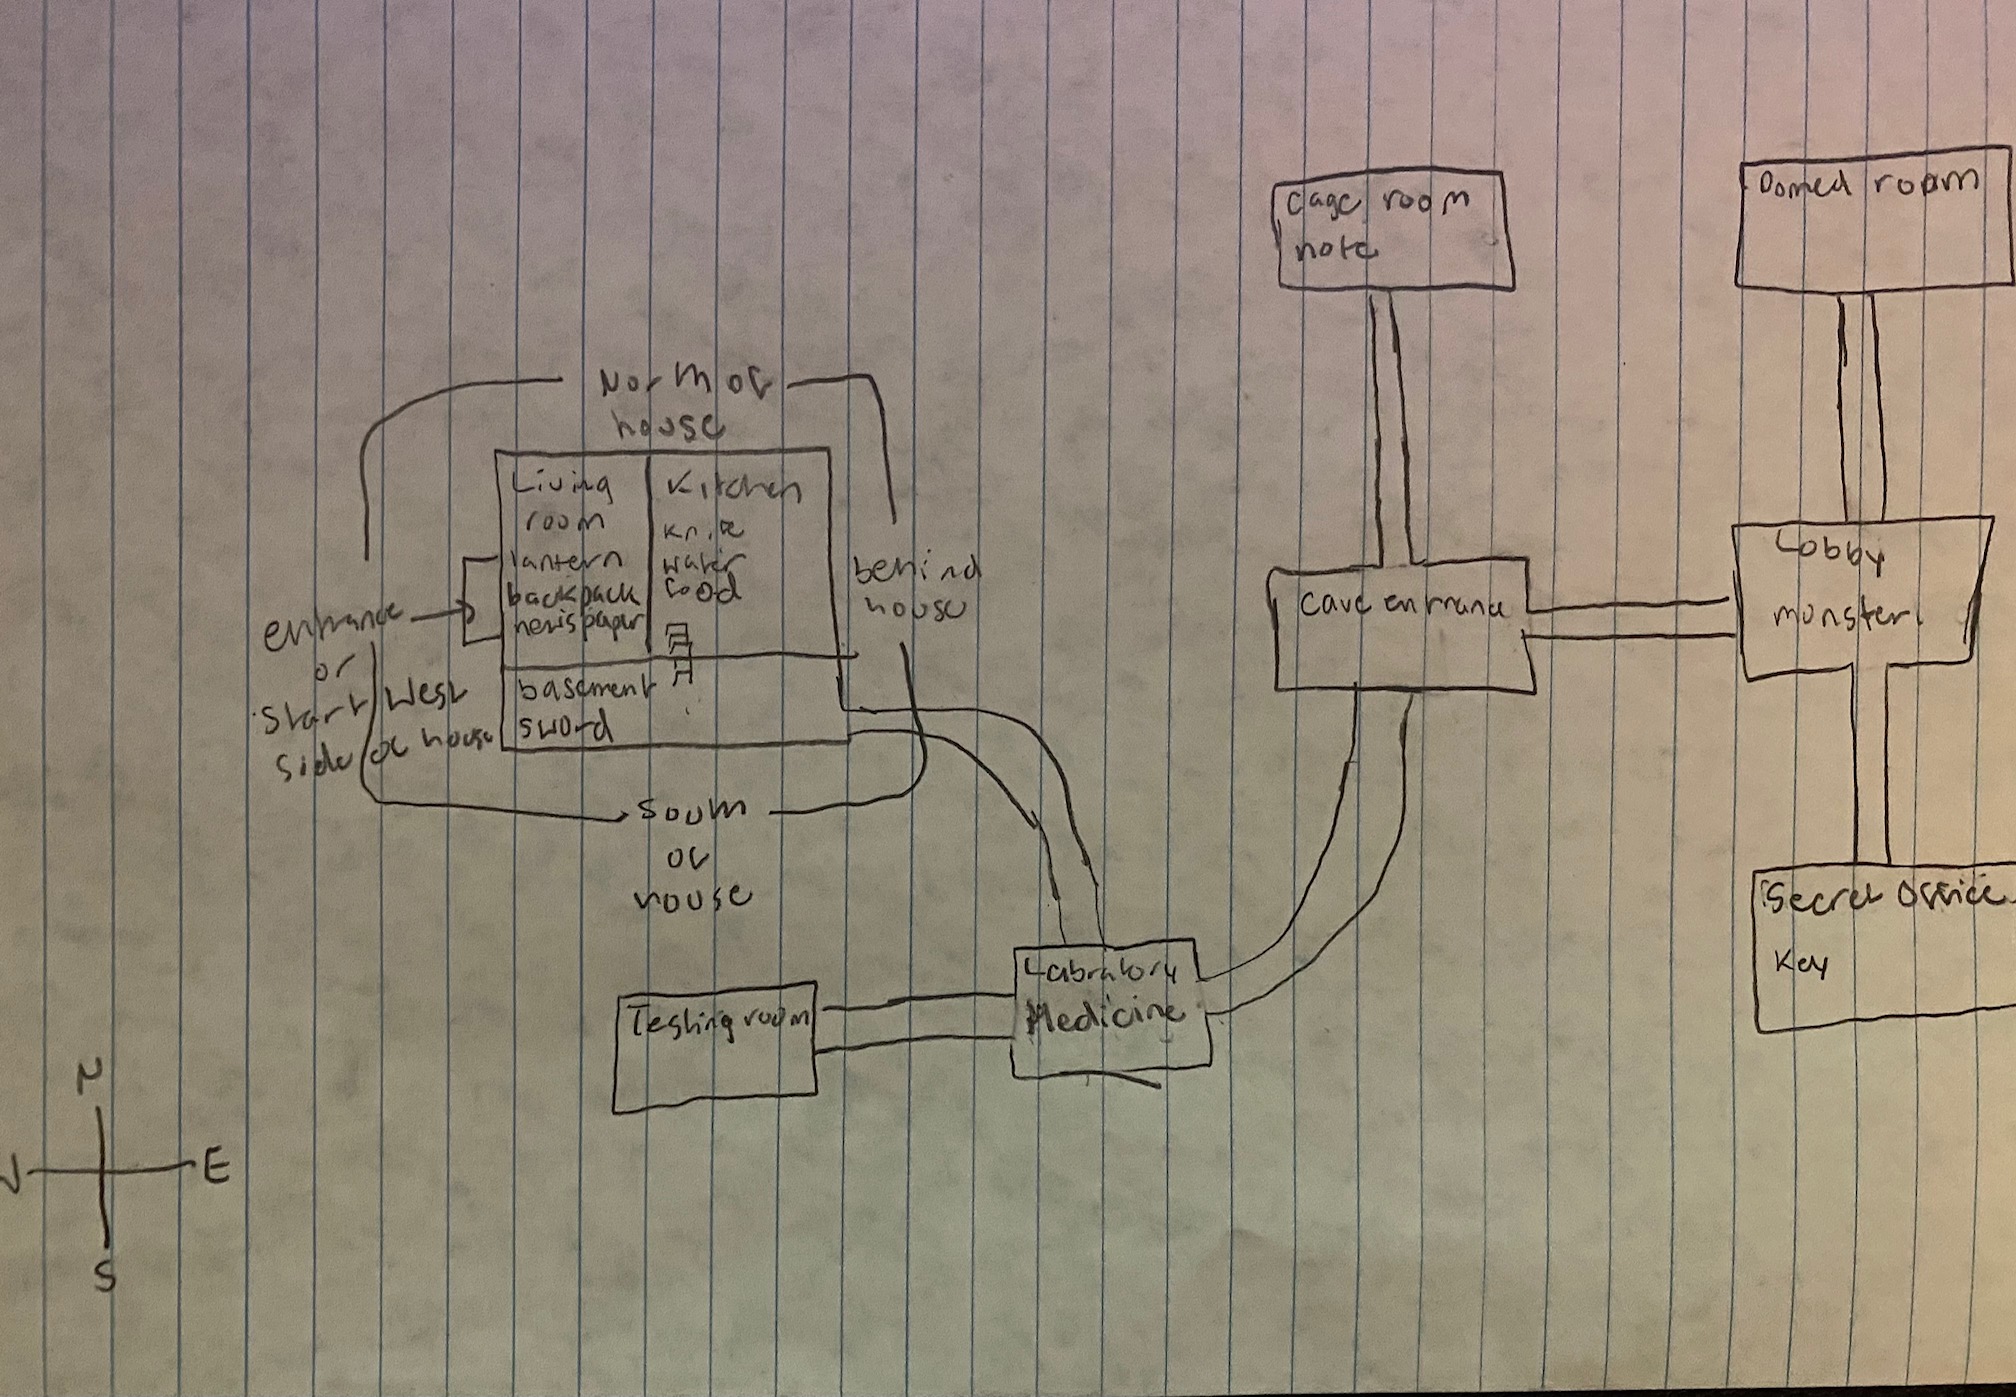 Cage room
note
Domed room
North of
house
Living
room
lantern
backpack
newspaper
Kitchen
knife
water
food
behind
house
entrance
or
Start West
side of house
basement
sword
South
of
house
Cave entrance
Lobby
monster.
Secret Office
Key
Labratory
Medicine
Testing room
N
W
E
S